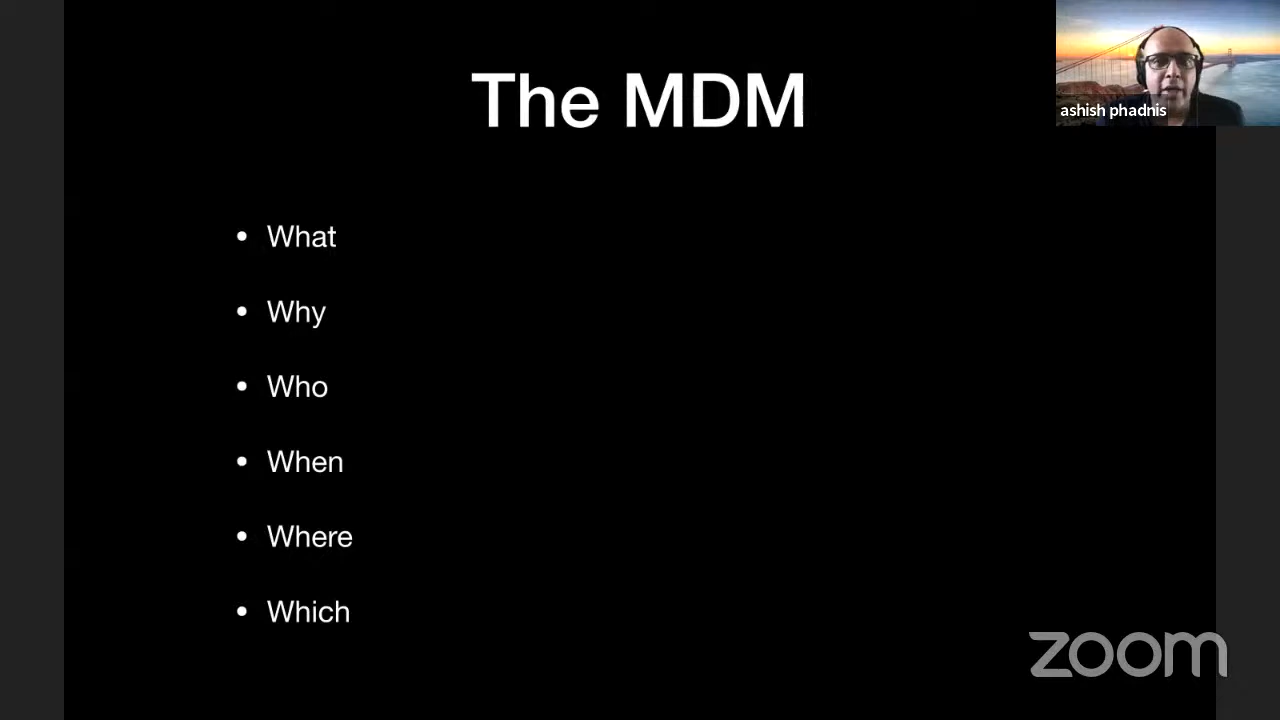 The MDM
ashish phadnis
• What
• Why
• Who
• When
• Where
• Which
zoom